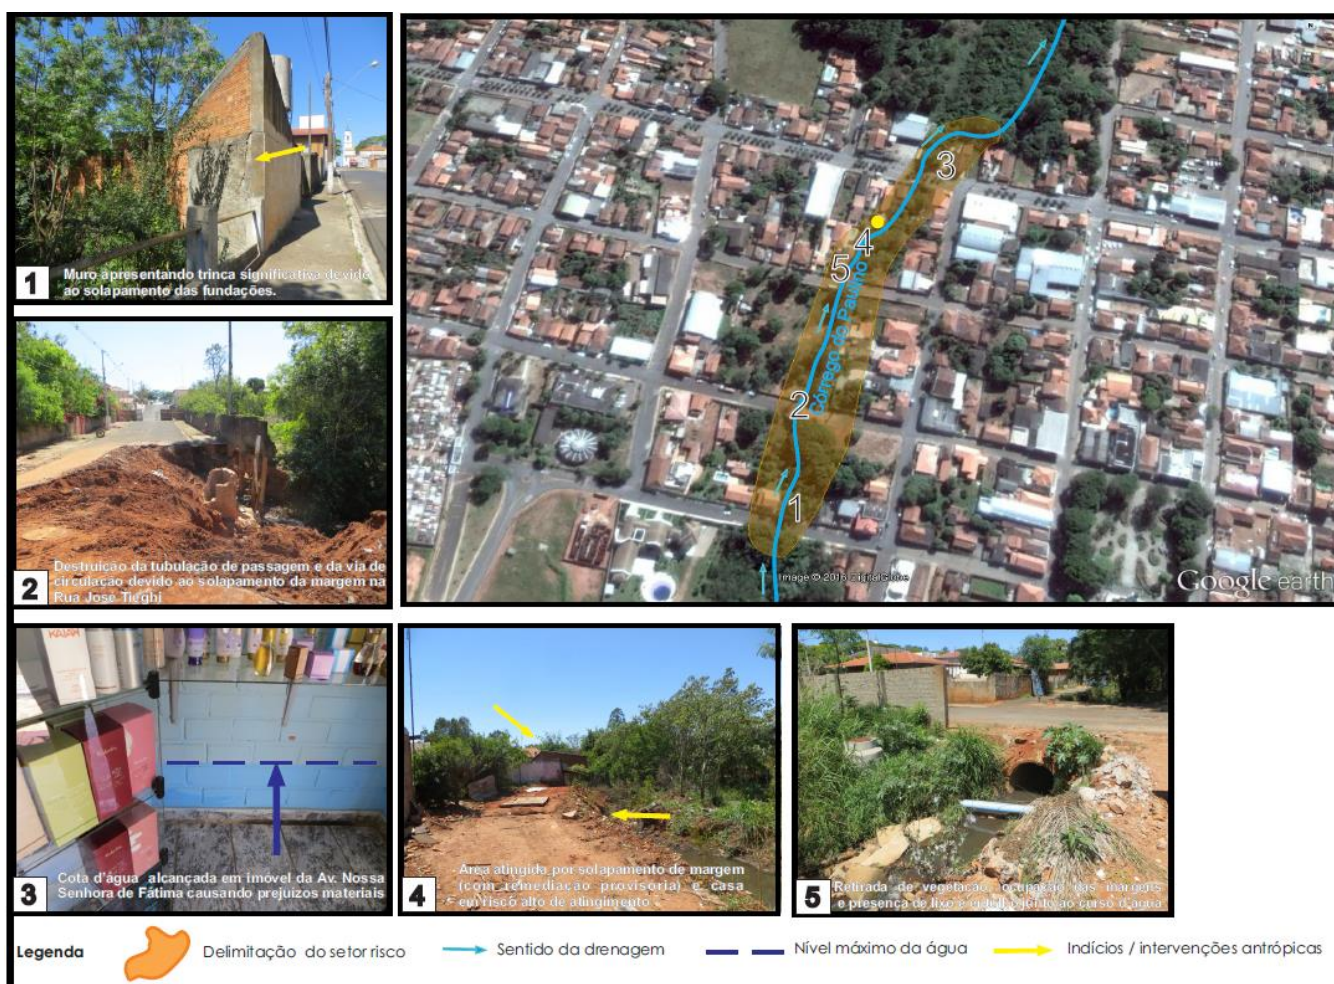 1
Muro apresentando trinca significativa devido
ao solapamento das fundações.
3
4
5
Córrego do Paulino
2
1
Image © 2016 DigitalGlobe
Google earth
2
Destruição da tubulação de passagem e da via de
circulação devido ao solapamento da margem na
Rua José Tieghi
3
Cota d'água alcançada em imóvel da Av. Nossa
Senhora de Fátima causando prejuízos materiais
4
Área atingida por solapamento de margem
(com remediação provisória) e casa
em risco alto de atingimento
5
Retirada de vegetação, ocupação das margens
e presença de lixo e entulho junto ao curso d'água
Legenda
Delimitação do setor risco
Sentido da drenagem
Nível máximo da água
Indícios / intervenções antrópicas